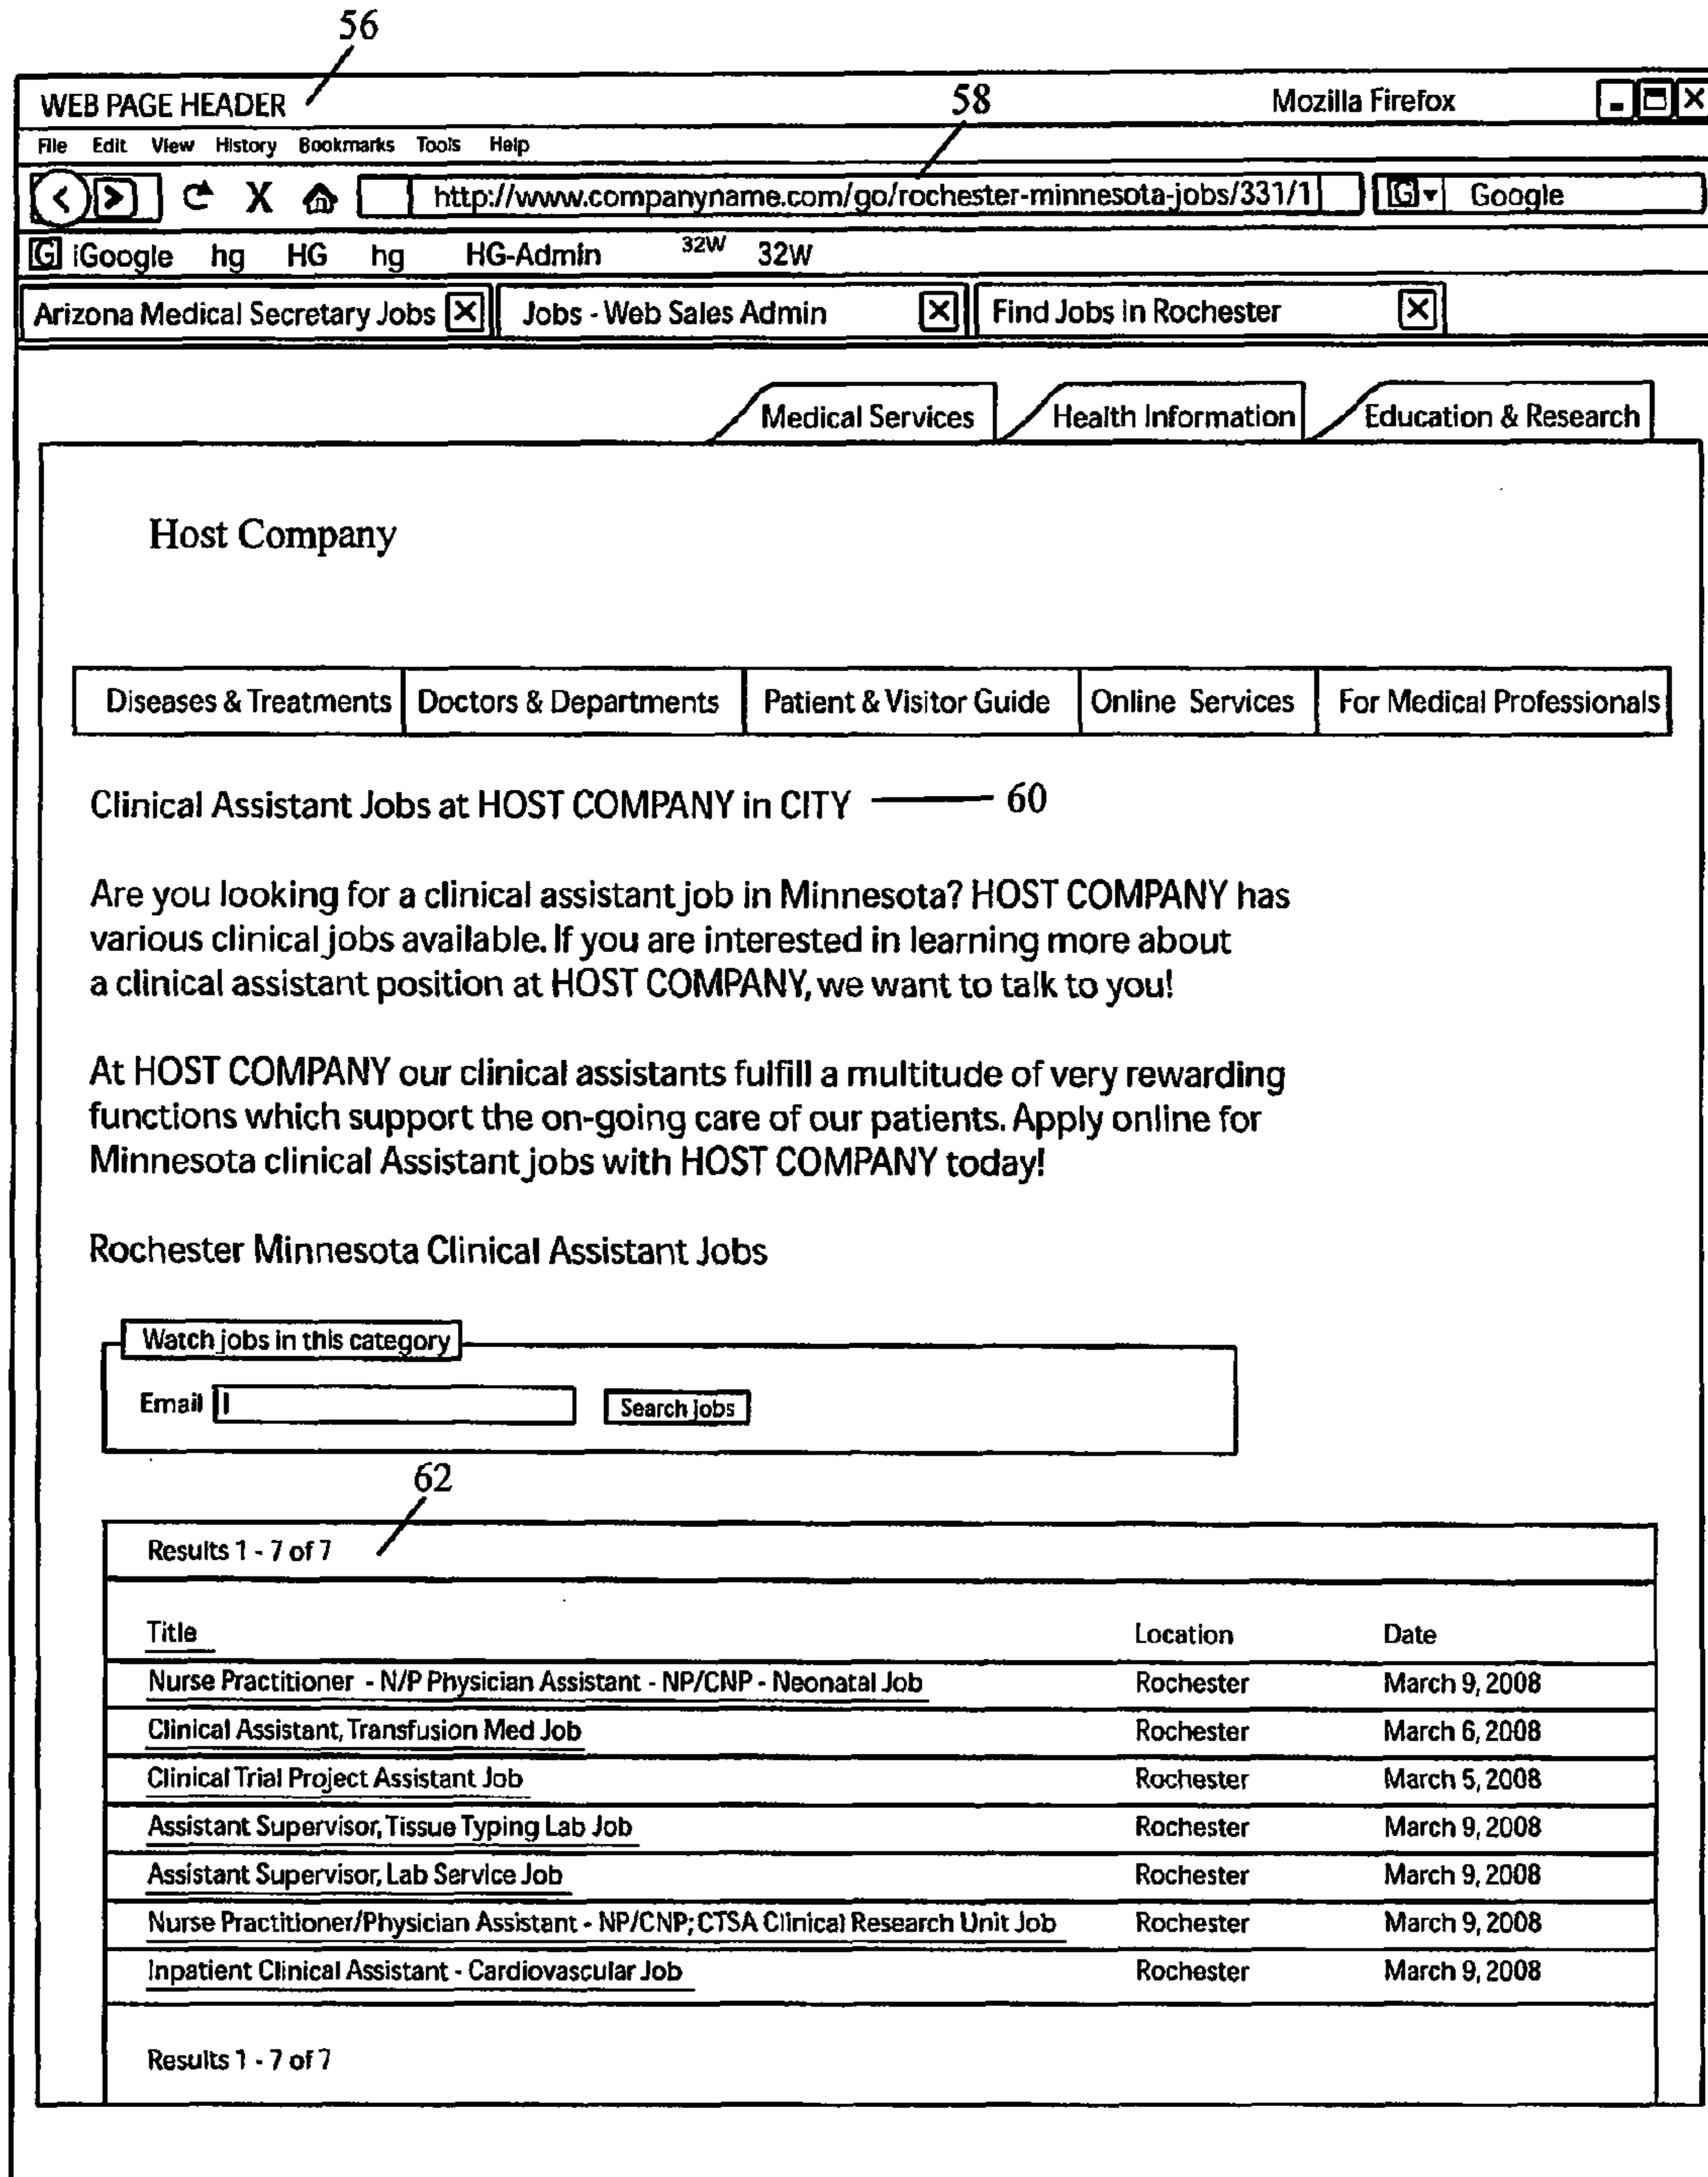 56
WEB PAGE HEADER 58 Mozilla Firefox
File Edit View History Bookmarks Tools Help
http://www.companyname.com/go/rochester-minnesota-jobs/331/1 G Google
G iGoogle hg HG hg HG-Admin 32W 32W
Arizona Medical Secretary Jobs Jobs - Web Sales Admin Find Jobs in Rochester
Medical Services Health Information Education & Research
Host Company
Diseases & Treatments Doctors & Departments Patient & Visitor Guide Online Services For Medical Professionals
Clinical Assistant Jobs at HOST COMPANY in CITY 60
Are you looking for a clinical assistant job in Minnesota? HOST COMPANY has
various clinical jobs available. If you are interested in learning more about
a clinical assistant position at HOST COMPANY, we want to talk to you!
At HOST COMPANY our clinical assistants fulfill a multitude of very rewarding
functions which support the on-going care of our patients. Apply online for
Minnesota clinical Assistant jobs with HOST COMPANY today!
Rochester Minnesota Clinical Assistant Jobs
Watch jobs in this category
Email Search jobs
62
Results 1 - 7 of 7
Title Location Date
Nurse Practitioner - N/P Physician Assistant - NP/CNP - Neonatal Job Rochester March 9, 2008
Clinical Assistant, Transfusion Med Job Rochester March 6, 2008
Clinical Trial Project Assistant Job Rochester March 5, 2008
Assistant Supervisor, Tissue Typing Lab Job Rochester March 9, 2008
Assistant Supervisor, Lab Service Job Rochester March 9, 2008
Nurse Practitioner/Physician Assistant - NP/CNP; CTSA Clinical Research Unit Job Rochester March 9, 2008
Inpatient Clinical Assistant - Cardiovascular Job Rochester March 9, 2008
Results 1 - 7 of 7